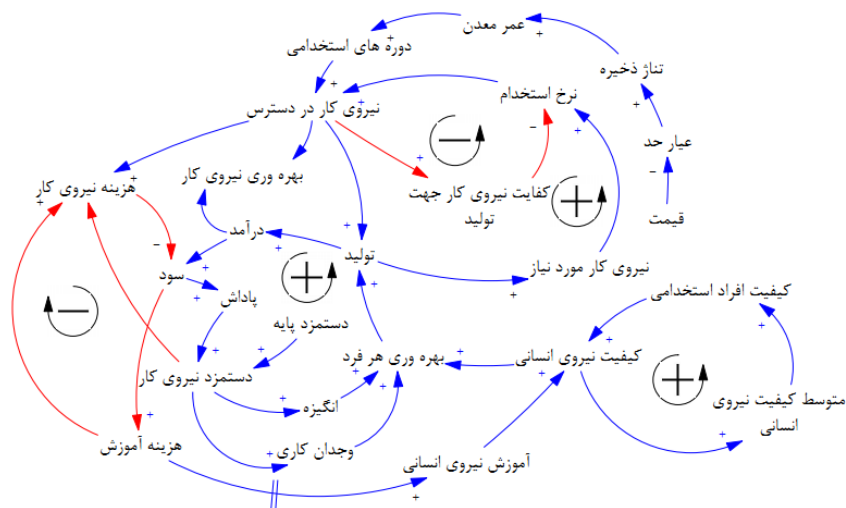 عمر معدن
دوره های استخدامی
تناژ ذخیره
نرخ استخدام
نیروی کار در دسترس
عیار حد
بهره وری نیروی کار
کفایت نیروی کار جهت
تولید
هزینه نیروی کار
قیمت
درآمد
تولید
نیروی کار مورد نیاز
سود
کیفیت افراد استخدامی
پاداش
دستمزد پایه
کیفیت نیروی انسانی
بهره وری هر فرد
دستمزد نیروی کار
متوسط کیفیت نیروی
انسانی
انگیزه
هزینه آموزش
وجدان کاری
آموزش نیروی انسانی